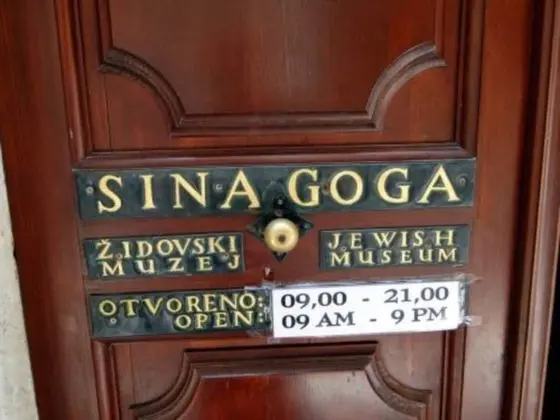 SINAGOGA
ŽIDOVSKI
MUZEJ
JEWISH
MUSEUM
OTVORENO: 09,00 - 21,00
OPEN: 09 AM - 9 PM